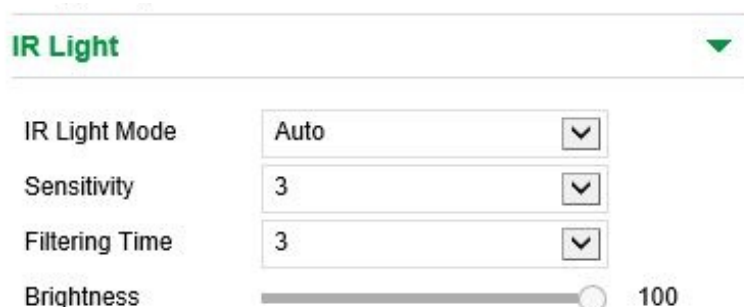 IR Light
IR Light Mode Auto
Sensitivity 3
Filtering Time 3
Brightness 100